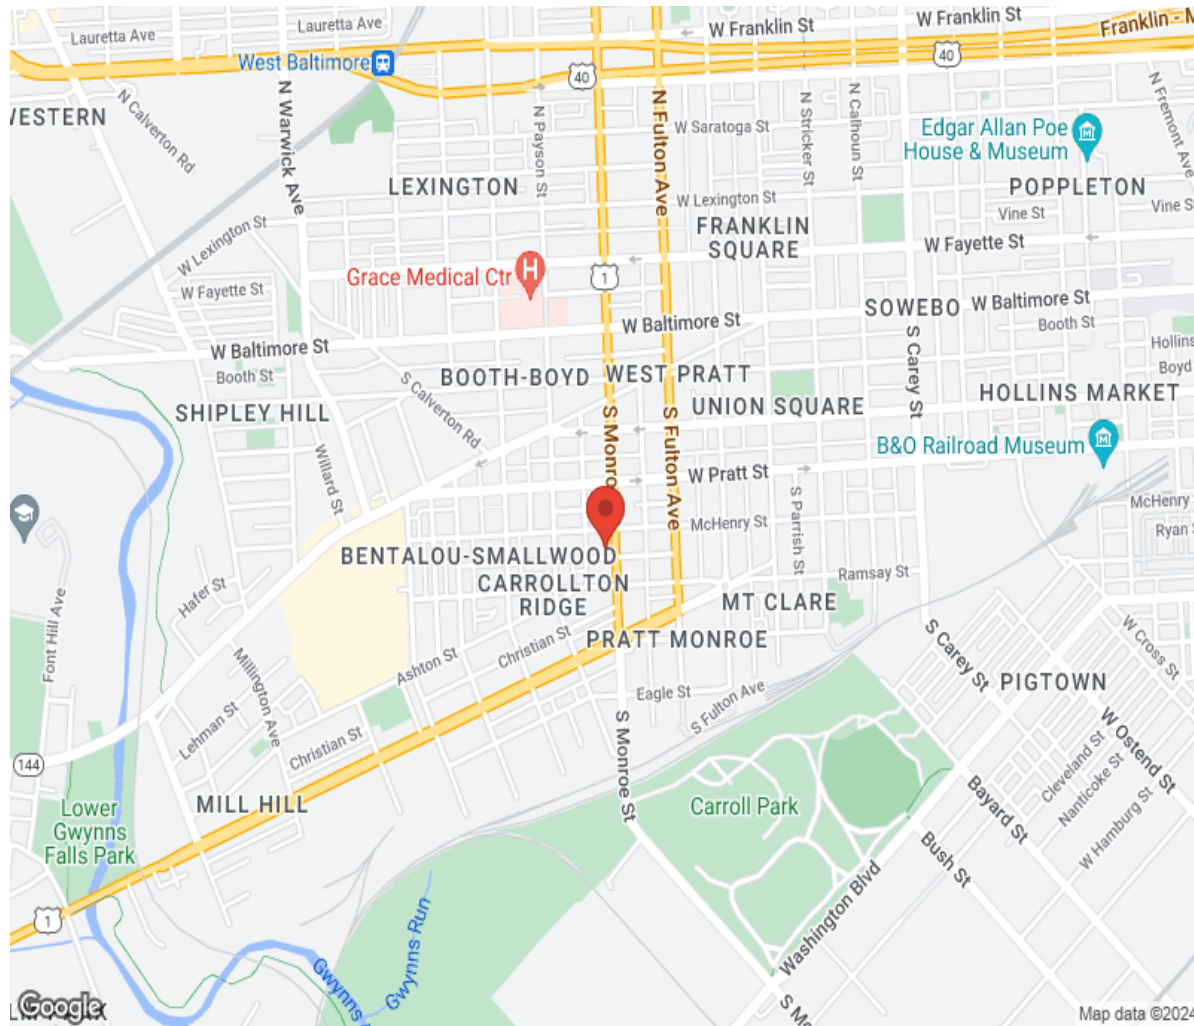 Lauretta Ave
Lauretta Ave
W Franklin St
W Franklin St
Franklin - M
West Baltimore
40
40
WESTERN
N Calverton Rd
N Warwick Ave
N Payson St
N Fulton Ave
W Saratoga St
N Stricker St
N Calhoun St
N Fremont Ave
Edgar Allan Poe
House & Museum
LEXINGTON
POPPLETON
W Lexington St
Vine St
Vine S
FRANKLIN
SQUARE
W Lexington St
W Fayette St
Grace Medical Ctr
H
1
W Fayette St
SOWEBO
W Baltimore St
W Baltimore St
Booth St
W Baltimore St
Booth St
S Carey St
Hollins
Boyd
BOOTH-BOYD
WEST PRATT
S Calverton Rd
HOLLINS MARKET
SHIPLEY HILL
UNION SQUARE
S Monro
S Fulton Ave
B&O Railroad Museum
Willard St
W Pratt St
S Parrish St
McHenry
McHenry St
Ryan S
BENTALOU-SMALLWOOD
CARROLLTON
RIDGE
Ramsay St
MT CLARE
Hafer St
Font Hill Ave
PRATT MONROE
Christian St
Ashton St
S Carey St
W Cross St
Millington Ave
Eagle St
S Fulton Ave
PIGTOWN
Lehman St
S Monroe St
W Ostend St
Christian St
144
Cleveland St
Nanticoke St
W Hamburg St
MILL HILL
Carroll Park
Bayard St
Lower
Gwynns
Falls Park
Bush St
Washington Blvd
1
Gwynns Run
Gwynns
S Mo
Google
Map data ©2024